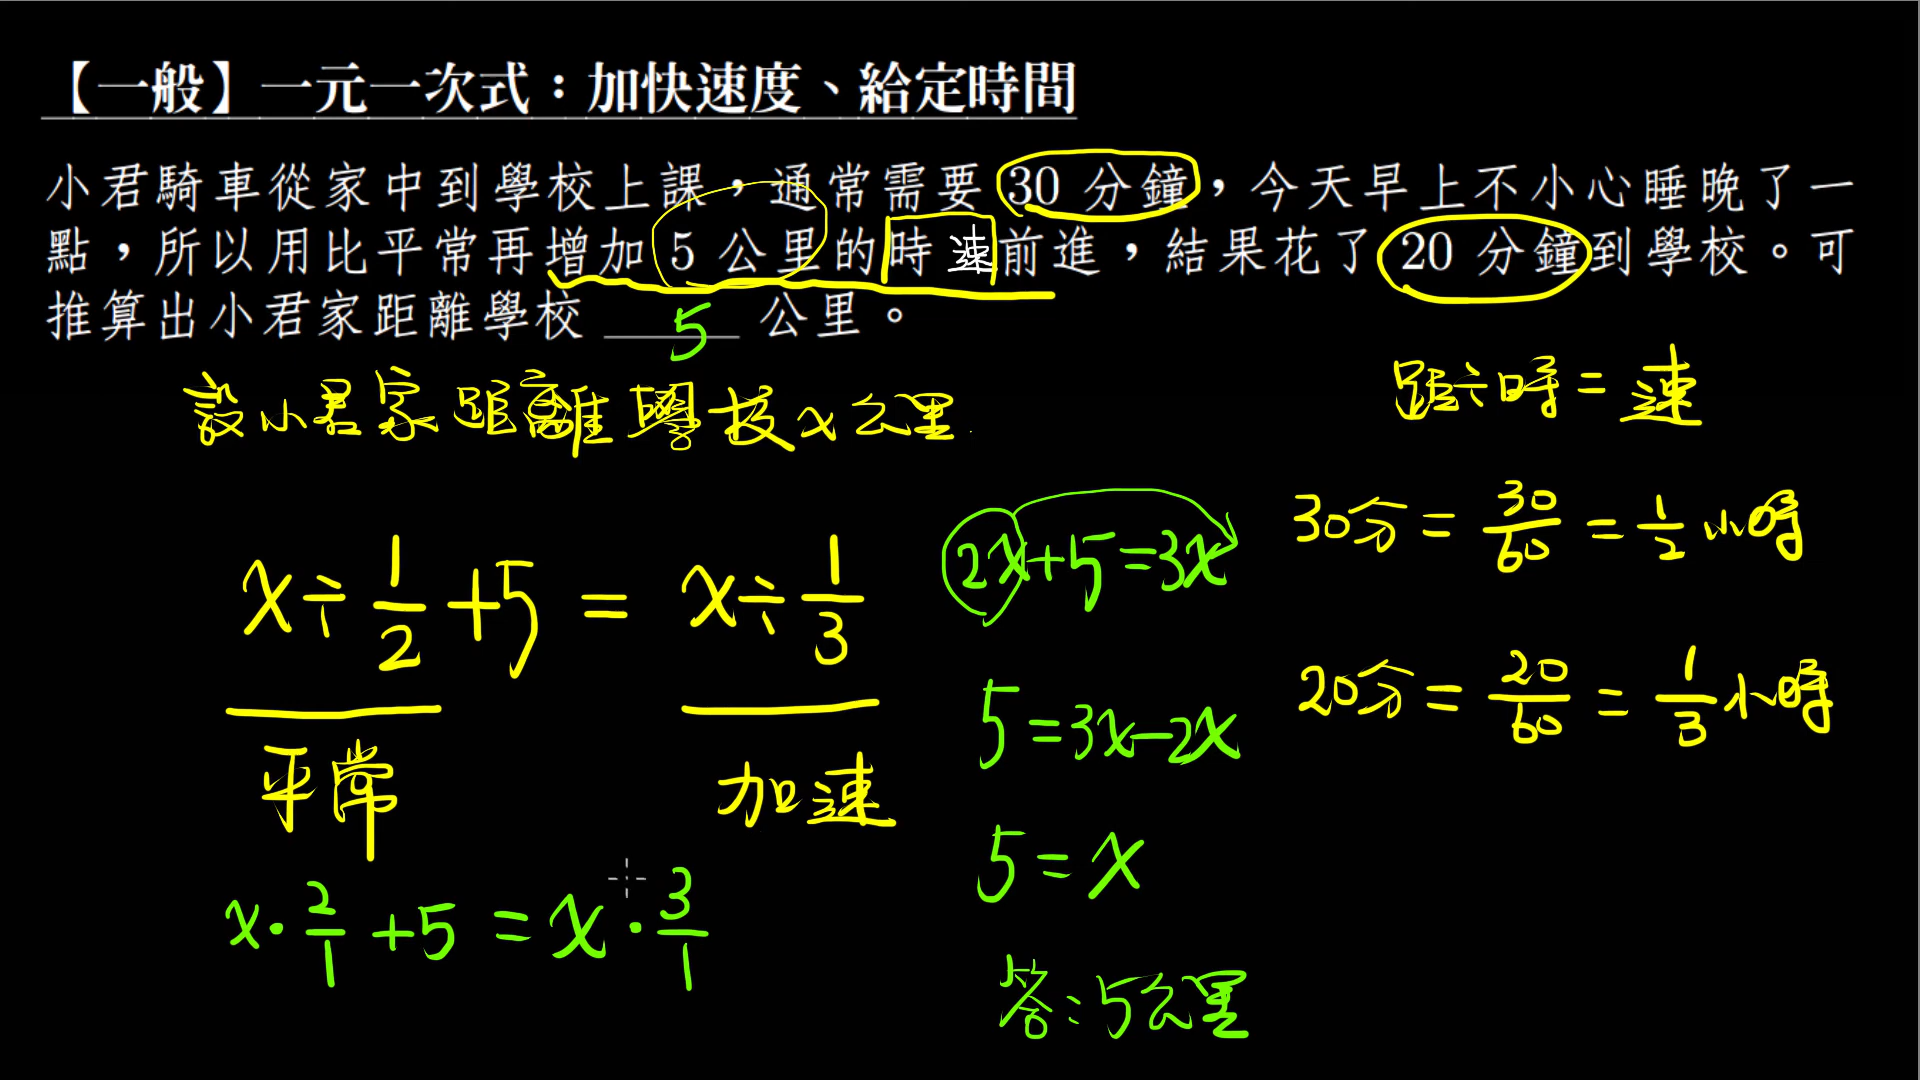 【一般】一元一次式：加快速度、給定時間
小君騎車從家中到學校上課，通常需要 30 分鐘，今天早上不小心睡晚了一
點，所以用比平常再增加 5 公里的時速前進，結果花了 20 分鐘到學校。可
推算出小君家距離學校 5 公里。
設小君家距離學校x公里.
距÷時=速
30分=30/60=1/2小時
20分=20/60=1/3小時
x÷1/2+5=x÷1/3
平常
加速
x·2/1+5=x·3/1
2x+5=3x
5=3x-2x
5=x
答:5公里